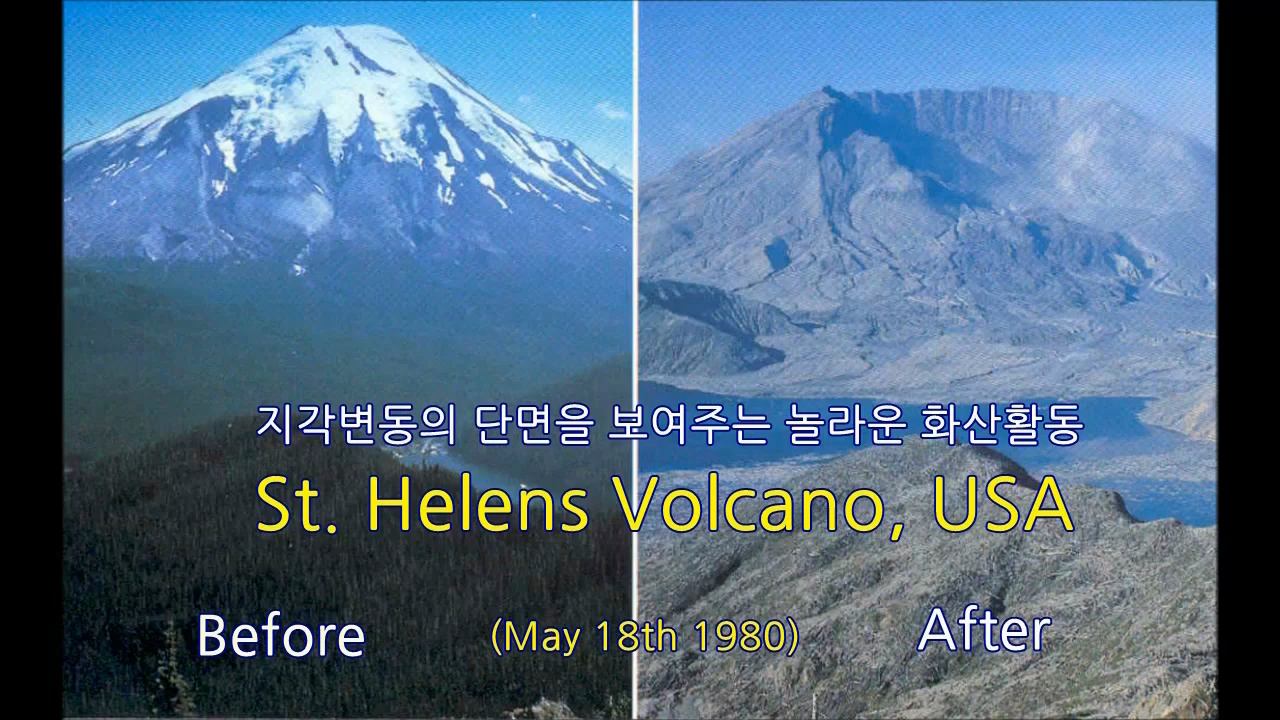 지각변동의 단면을 보여주는 놀라운 화산활동
St. Helens Volcano, USA
Before (May 18th 1980) After